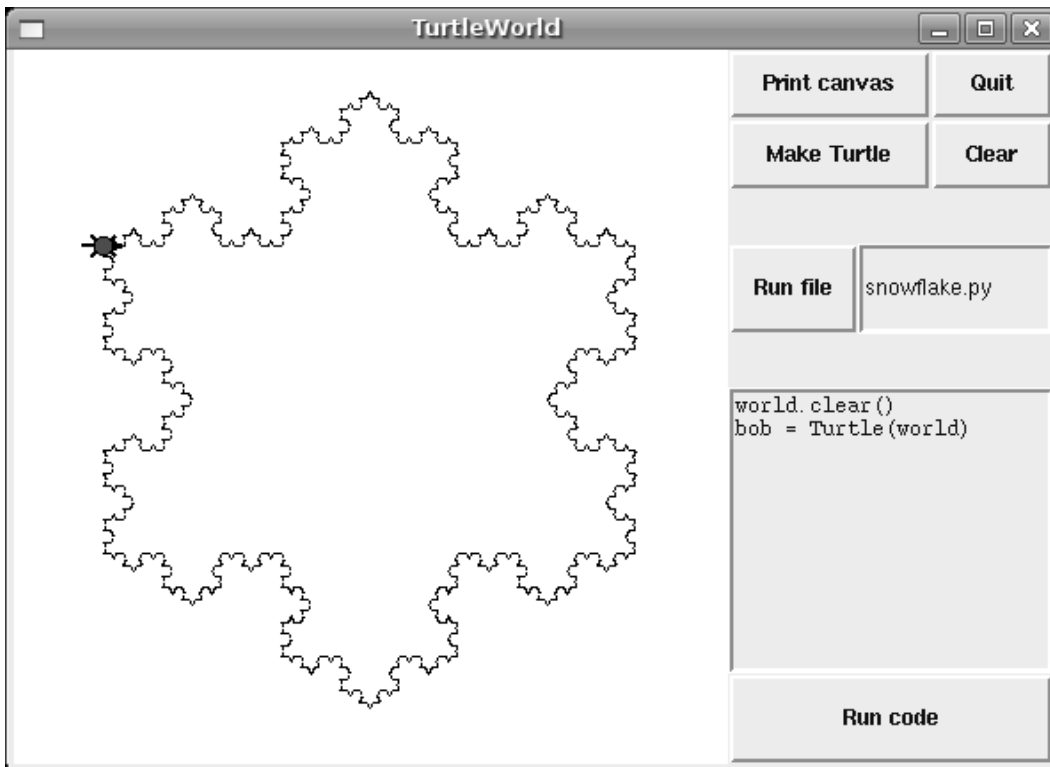 TurtleWorld
Print canvas
Quit
Make Turtle
Clear
Run file
snowflake.py
world.clear()
bob = Turtle(world)
Run code